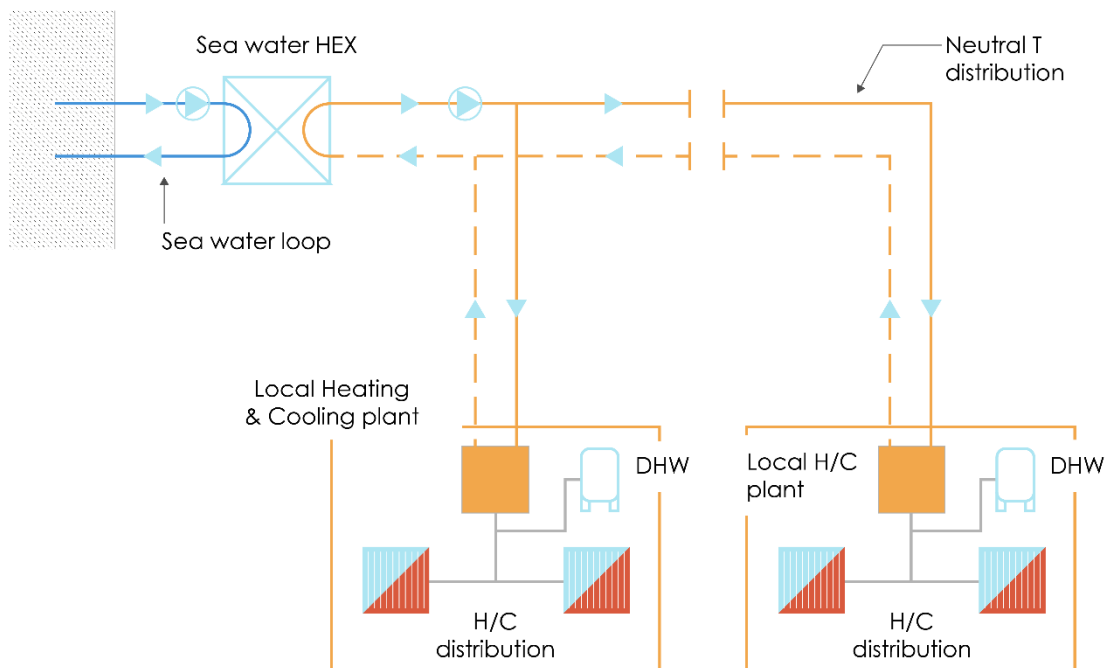 Sea water HEX
Neutral T
distribution
Sea water loop
Local Heating
& Cooling plant
DHW
H/C
distribution
Local H/C
plant
DHW
H/C
distribution